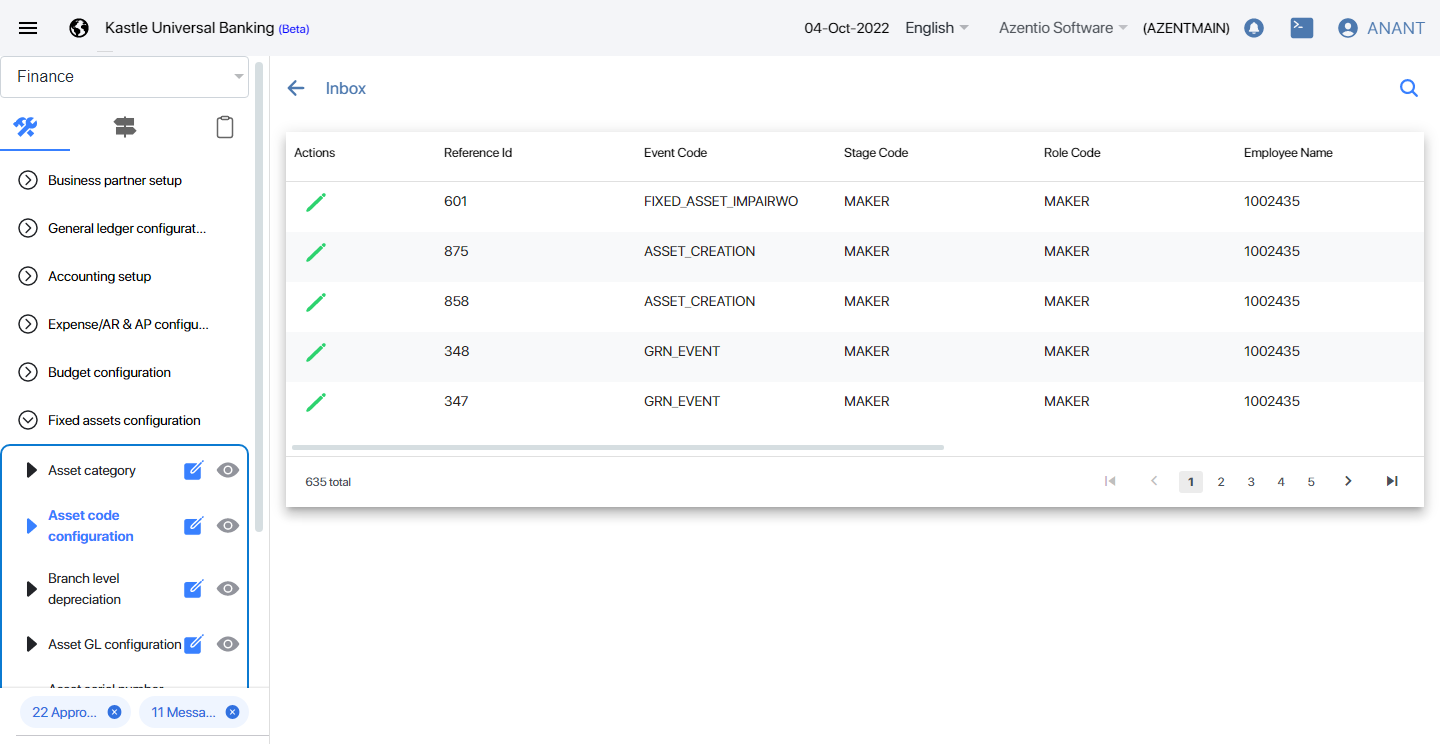 Kastle Universal Banking (Beta)
04-Oct-2022 English Azentio Software (AZENTMAIN) ANANT
Finance
Business partner setup
General ledger configurat...
Accounting setup
Expense/AR & AP configu...
Budget configuration
Fixed assets configuration
Asset category
Asset code
configuration
Branch level
depreciation
Asset GL configuration
Asset serial number
22 Appro... 11 Messa...
Inbox
Actions Reference Id Event Code Stage Code Role Code Employee Name
601 FIXED_ASSET_IMPAIRWO MAKER MAKER 1002435
875 ASSET_CREATION MAKER MAKER 1002435
858 ASSET_CREATION MAKER MAKER 1002435
348 GRN_EVENT MAKER MAKER 1002435
347 GRN_EVENT MAKER MAKER 1002435
635 total 1 2 3 4 5